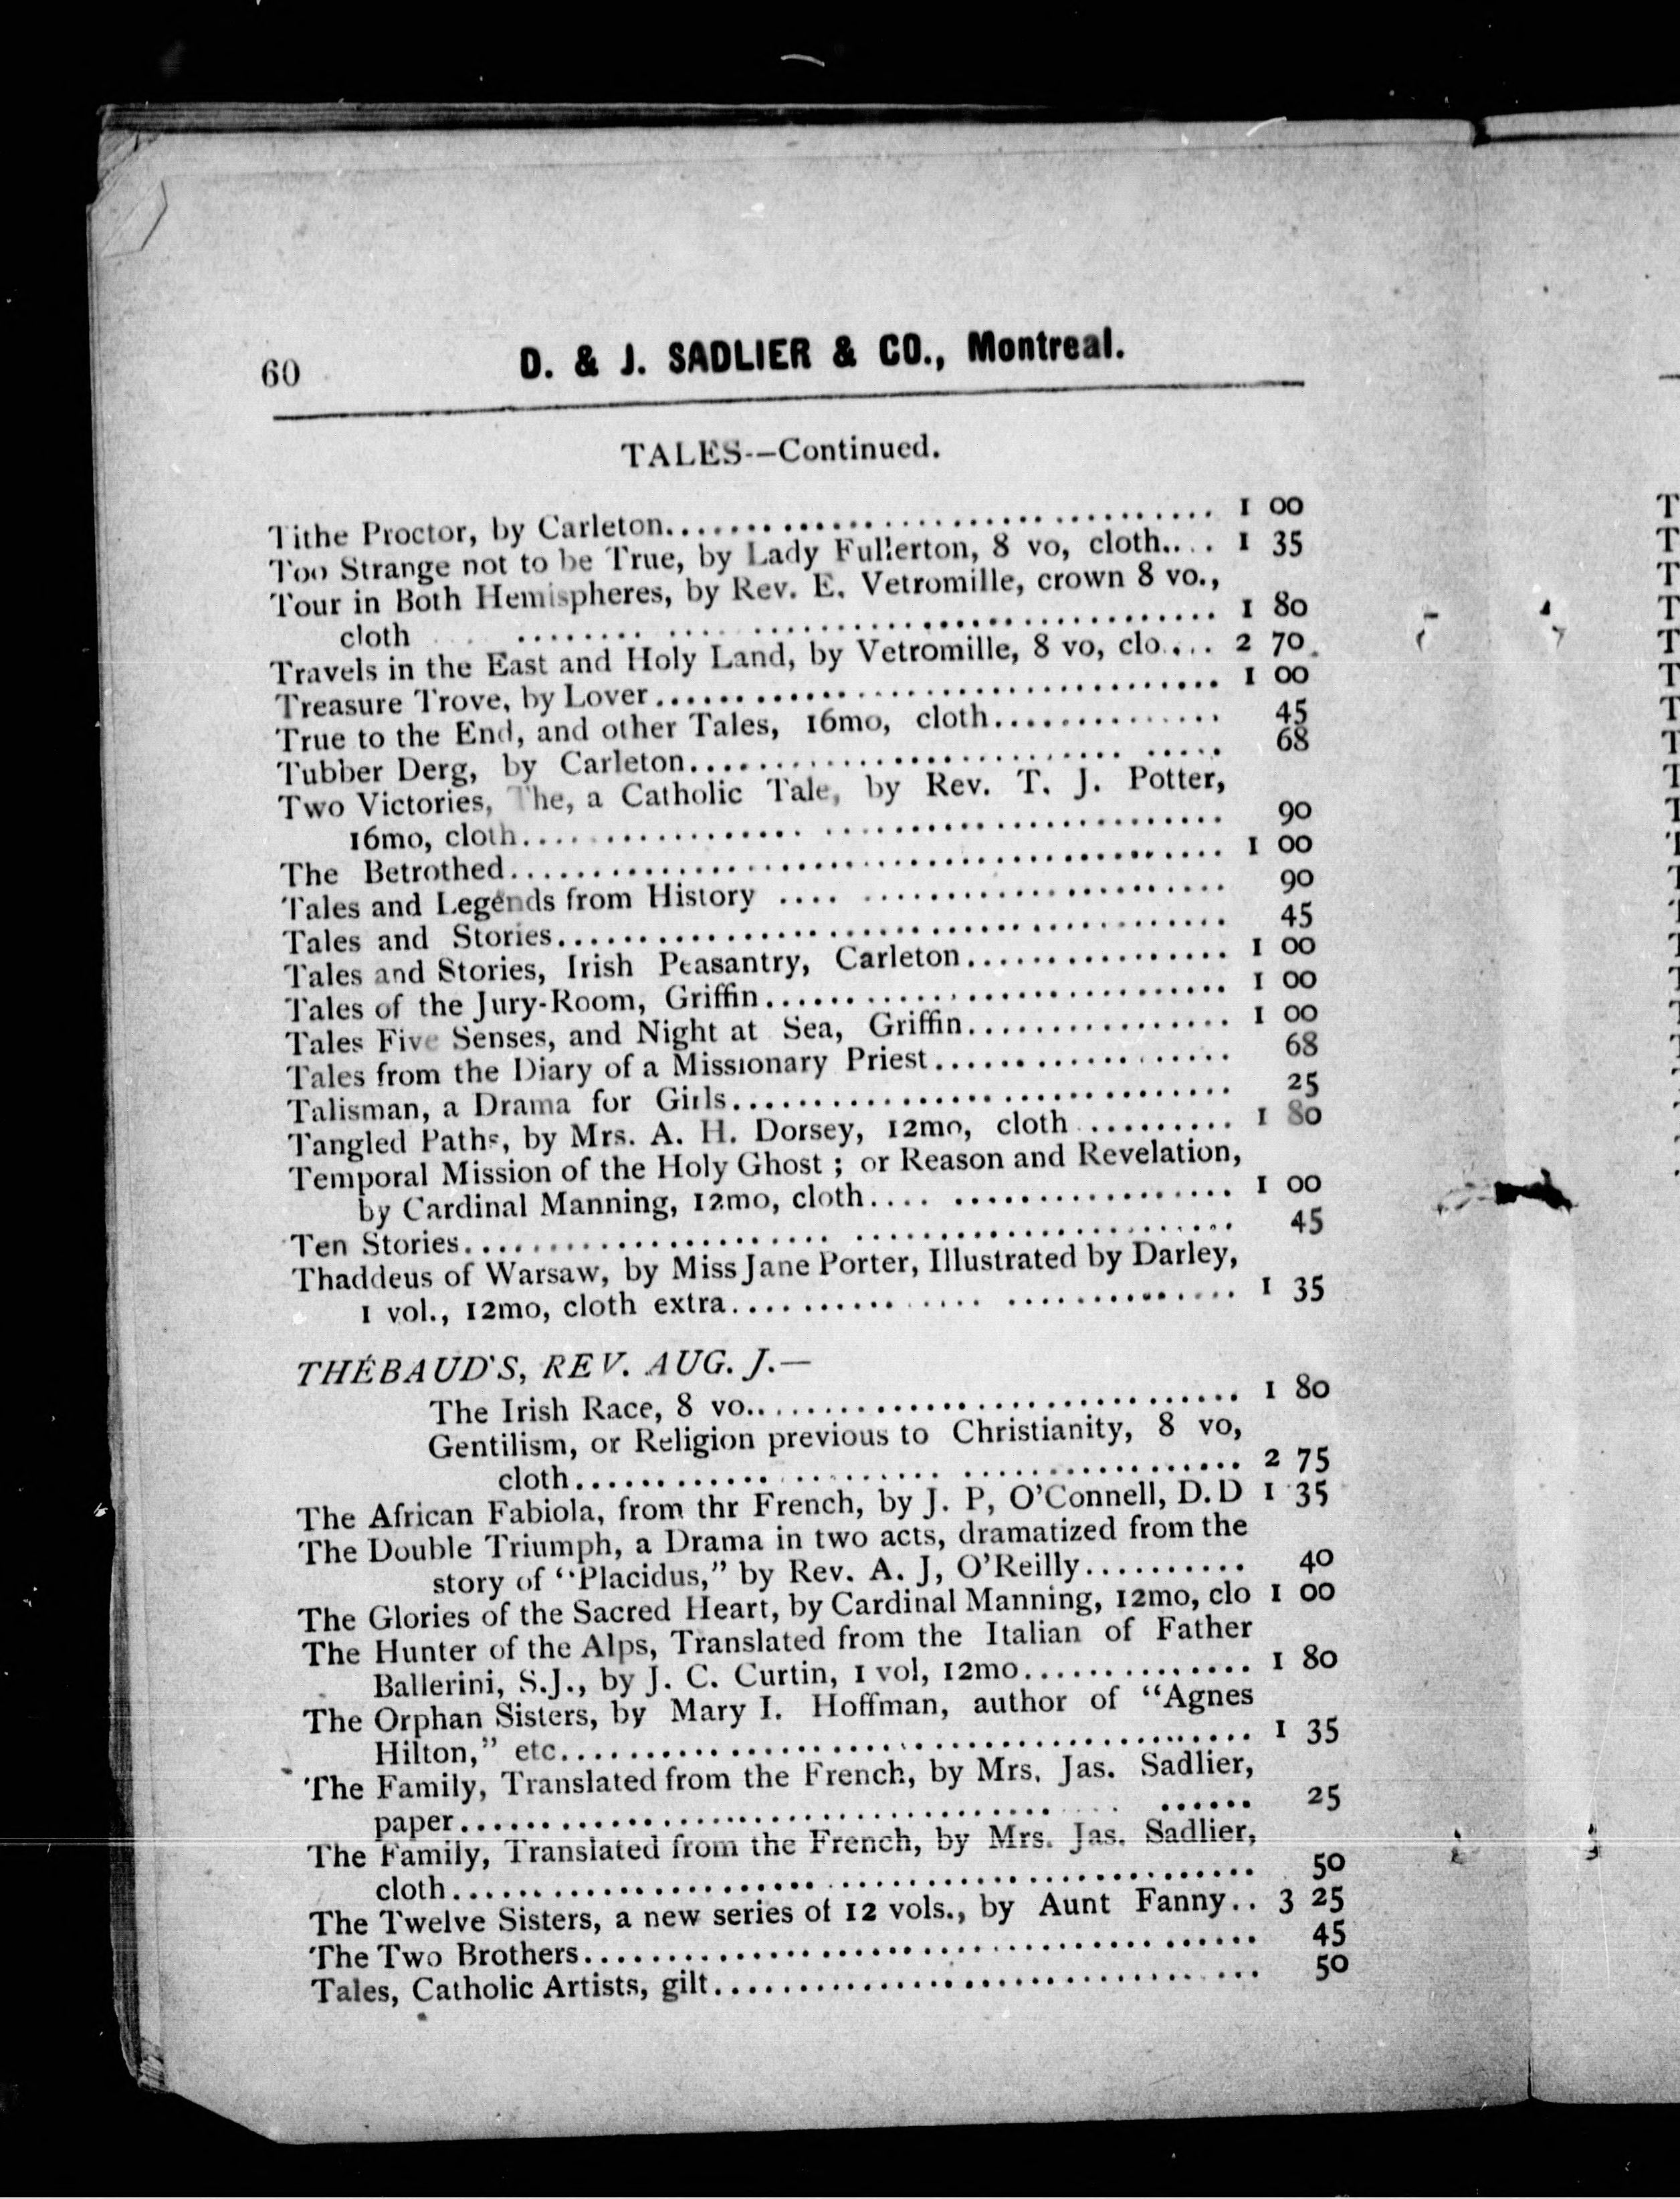 60
D. & J. SADLIER & CO., Montreal.
TALES--Continued.
Tithe Proctor, by Carleton........ 1 00
Too Strange not to be True, by Lady Fullerton, 8 vo, cloth.... 1 35
Tour in Both Hemispheres, by Rev. E. Vetromille, crown 8 vo.,
cloth ........ 1 80
Travels in the East and Holy Land, by Vetromille, 8 vo, clo.... 2 70
Treasure Trove, by Lover........ 1 00
True to the End, and other Tales, 16mo, cloth........ 45
Tubber Derg, by Carleton........ 68
Two Victories, The, a Catholic Tale, by Rev. T. J. Potter,
16mo, cloth........ 90
The Betrothed........ 1 00
Tales and Legends from History ........ 90
Tales and Stories........ 45
Tales and Stories, Irish Peasantry, Carleton........ 1 00
Tales of the Jury-Room, Griffin........ 1 00
Tales Five Senses, and Night at Sea, Griffin........ 1 00
Tales from the Diary of a Missionary Priest........ 68
Talisman, a Drama for Girls........ 25
Tangled Paths, by Mrs. A. H. Dorsey, 12mo, cloth ........ 1 80
Temporal Mission of the Holy Ghost ; or Reason and Revelation,
by Cardinal Manning, 12mo, cloth........ 1 00
Ten Stories........ 45
Thaddeus of Warsaw, by Miss Jane Porter, Illustrated by Darley,
1 vol., 12mo, cloth extra........ 1 35
THÉBAUD'S, REV. AUG. J.—
The Irish Race, 8 vo........ 1 80
Gentilism, or Religion previous to Christianity, 8 vo,
cloth........ 2 75
The African Fabiola, from thr French, by J. P, O'Connell, D.D 1 35
The Double Triumph, a Drama in two acts, dramatized from the
story of "Placidus," by Rev. A. J, O'Reilly........ 40
The Glories of the Sacred Heart, by Cardinal Manning, 12mo, clo 1 00
The Hunter of the Alps, Translated from the Italian of Father
Ballerini, S.J., by J. C. Curtin, 1 vol, 12mo........ 1 80
The Orphan Sisters, by Mary I. Hoffman, author of "Agnes
Hilton," etc........ 1 35
The Family, Translated from the French, by Mrs. Jas. Sadlier,
paper........ 25
The Family, Translated from the French, by Mrs. Jas. Sadlier,
cloth........ 50
The Twelve Sisters, a new series of 12 vols., by Aunt Fanny.. 3 25
The Two Brothers........ 45
Tales, Catholic Artists, gilt........ 50